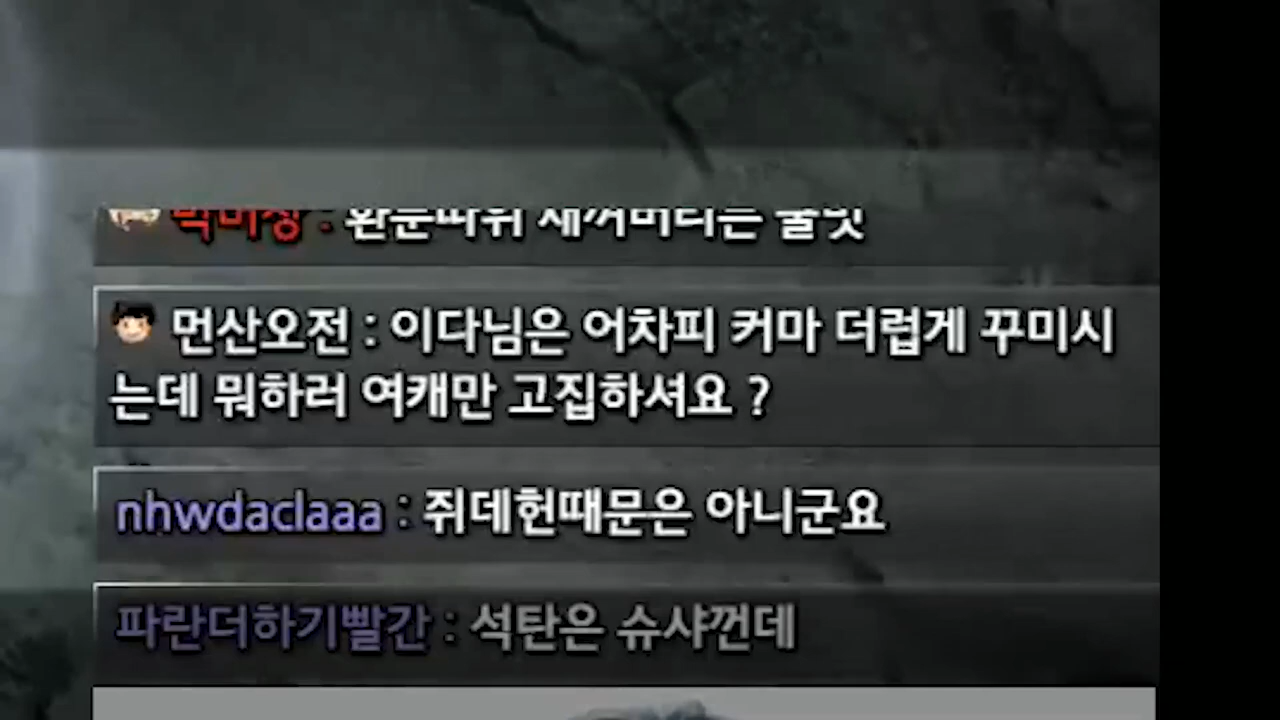 먼산오전 : 이다님은 어차피 커마 더럽게 꾸미시
는데 뭐하러 여캐만 고집하셔요 ?
nhwdaclaaa : 쥐데헌때문은 아니군요
파란더하기빨간 : 석탄은 슈샤껀데